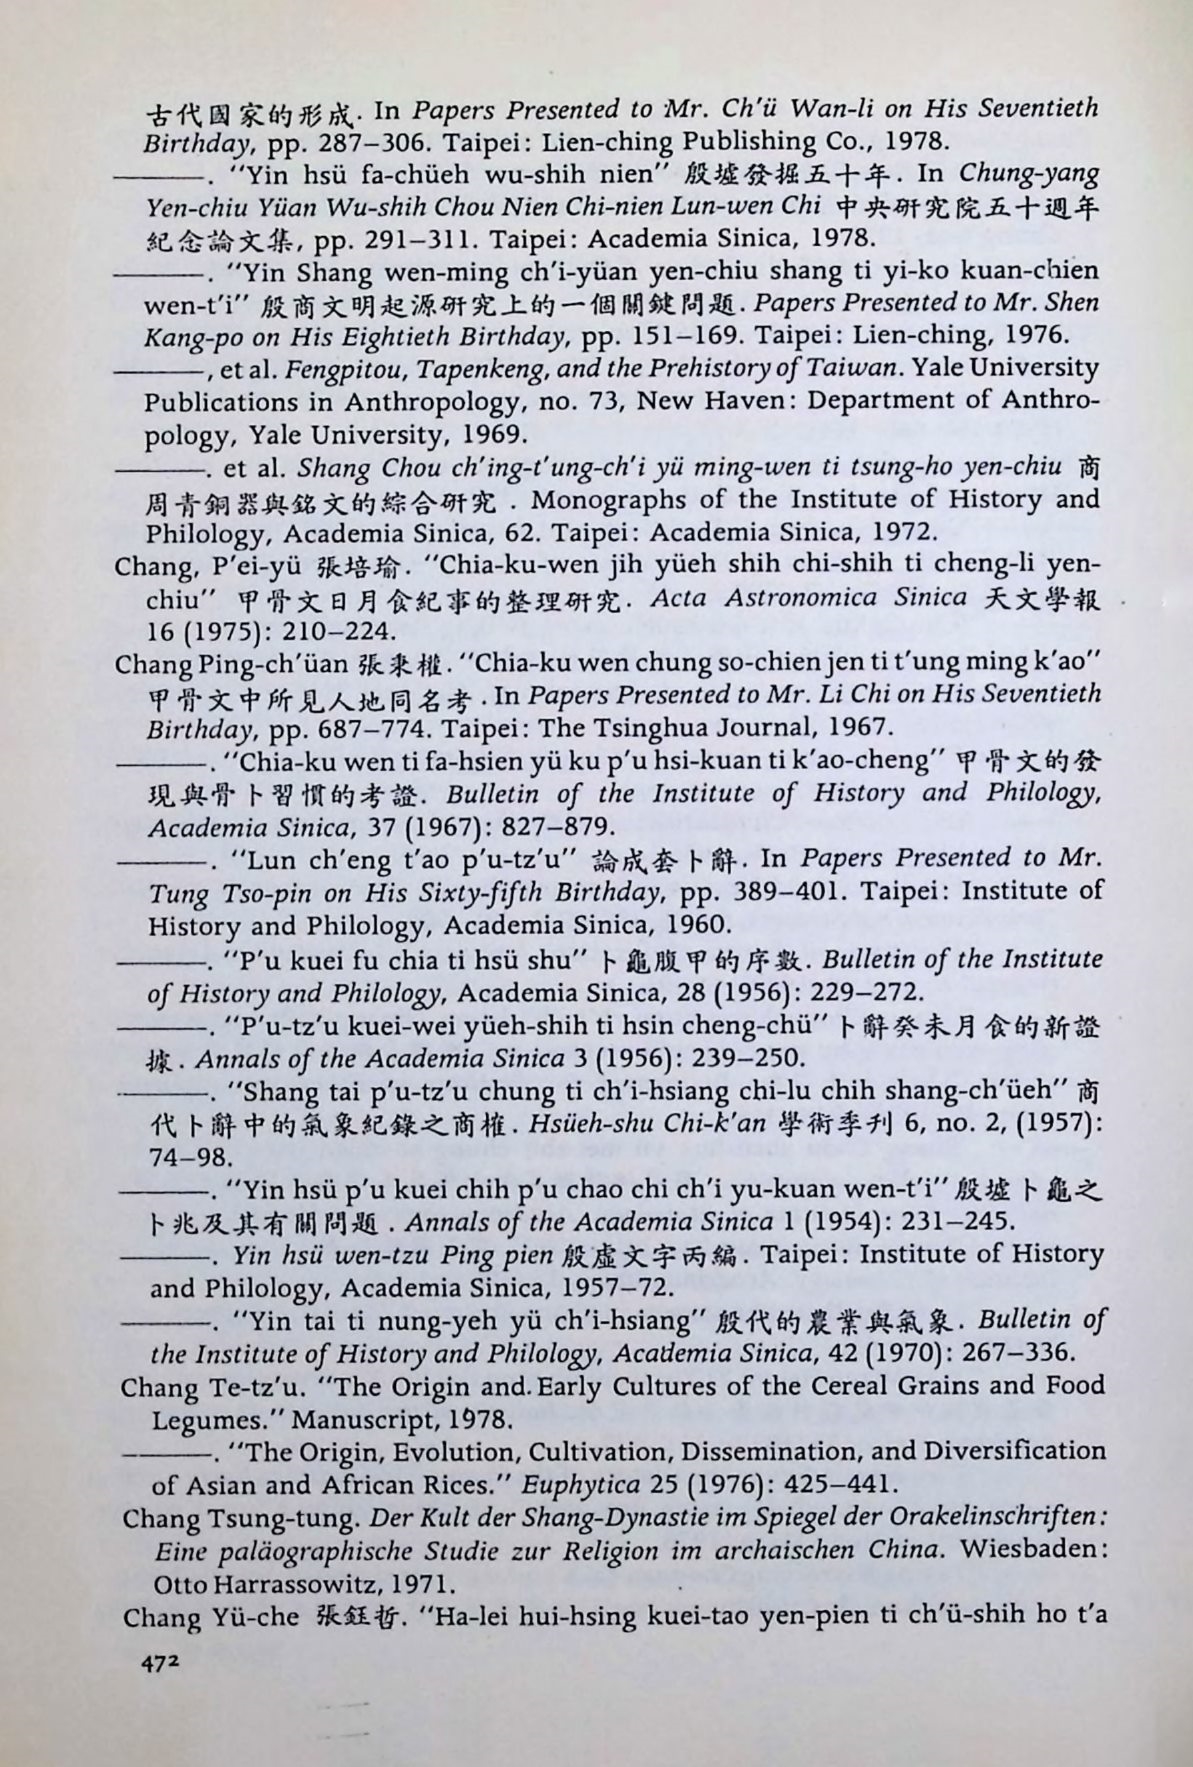 古代國家的形成. In Papers Presented to Mr. Ch'ü Wan-li on His Seventieth
Birthday, pp. 287–306. Taipei: Lien-ching Publishing Co., 1978.
———. "Yin hsü fa-chüeh wu-shih nien" 殷墟發掘五十年. In Chung-yang
Yen-chiu Yüan Wu-shih Chou Nien Chi-nien Lun-wen Chi 中央研究院五十週年
紀念論文集, pp. 291–311. Taipei: Academia Sinica, 1978.
———. "Yin Shang wen-ming ch'i-yüan yen-chiu shang ti yi-ko kuan-chien
wen-t'i" 殷商文明起源研究上的一個關鍵問題. Papers Presented to Mr. Shen
Kang-po on His Eightieth Birthday, pp. 151–169. Taipei: Lien-ching, 1976.
———, et al. Fengpitou, Tapenkeng, and the Prehistory of Taiwan. Yale University
Publications in Anthropology, no. 73, New Haven: Department of Anthro-
pology, Yale University, 1969.
———. et al. Shang Chou ch'ing-t'ung-ch'i yü ming-wen ti tsung-ho yen-chiu 商
周青銅器與銘文的綜合研究. Monographs of the Institute of History and
Philology, Academia Sinica, 62. Taipei: Academia Sinica, 1972.
Chang, P'ei-yü 張培瑜. "Chia-ku-wen jih yüeh shih chi-shih ti cheng-li yen-
chiu" 甲骨文日月食紀事的整理研究. Acta Astronomica Sinica 天文學報
16 (1975): 210–224.
Chang Ping-ch'üan 張秉權. "Chia-ku wen chung so-chien jen ti t'ung ming k'ao"
甲骨文中所見人地同名考. In Papers Presented to Mr. Li Chi on His Seventieth
Birthday, pp. 687–774. Taipei: The Tsinghua Journal, 1967.
———. "Chia-ku wen ti fa-hsien yü ku p'u hsi-kuan ti k'ao-cheng" 甲骨文的發
現與骨卜習慣的考證. Bulletin of the Institute of History and Philology,
Academia Sinica, 37 (1967): 827–879.
———. "Lun ch'eng t'ao p'u-tz'u" 論成套卜辭. In Papers Presented to Mr.
Tung Tso-pin on His Sixty-fifth Birthday, pp. 389–401. Taipei: Institute of
History and Philology, Academia Sinica, 1960.
———. "P'u kuei fu chia ti hsü shu" 卜龜腹甲的序數. Bulletin of the Institute
of History and Philology, Academia Sinica, 28 (1956): 229–272.
———. "P'u-tz'u kuei-wei yüeh-shih ti hsin cheng-chü" 卜辭癸未月食的新證
據. Annals of the Academia Sinica 3 (1956): 239–250.
———. "Shang tai p'u-tz'u chung ti ch'i-hsiang chi-lu chih shang-ch'üeh" 商
代卜辭中的氣象紀錄之商榷. Hsüeh-shu Chi-k'an 學術季刊 6, no. 2, (1957):
74–98.
———. "Yin hsü p'u kuei chih p'u chao chi ch'i yu-kuan wen-t'i" 殷墟卜龜之
卜兆及其有關問題. Annals of the Academia Sinica 1 (1954): 231–245.
———. Yin hsü wen-tzu Ping pien 殷虛文字丙編. Taipei: Institute of History
and Philology, Academia Sinica, 1957–72.
———. "Yin tai ti nung-yeh yü ch'i-hsiang" 殷代的農業與氣象. Bulletin of
the Institute of History and Philology, Academia Sinica, 42 (1970): 267–336.
Chang Te-tz'u. "The Origin and Early Cultures of the Cereal Grains and Food
Legumes." Manuscript, 1978.
———. "The Origin, Evolution, Cultivation, Dissemination, and Diversification
of Asian and African Rices." Euphytica 25 (1976): 425–441.
Chang Tsung-tung. Der Kult der Shang-Dynastie im Spiegel der Orakelinschriften:
Eine paläographische Studie zur Religion im archaischen China. Wiesbaden:
Otto Harrassowitz, 1971.
Chang Yü-che 張鈺哲. "Ha-lei hui-hsing kuei-tao yen-pien ti ch'ü-shih ho t'a
472